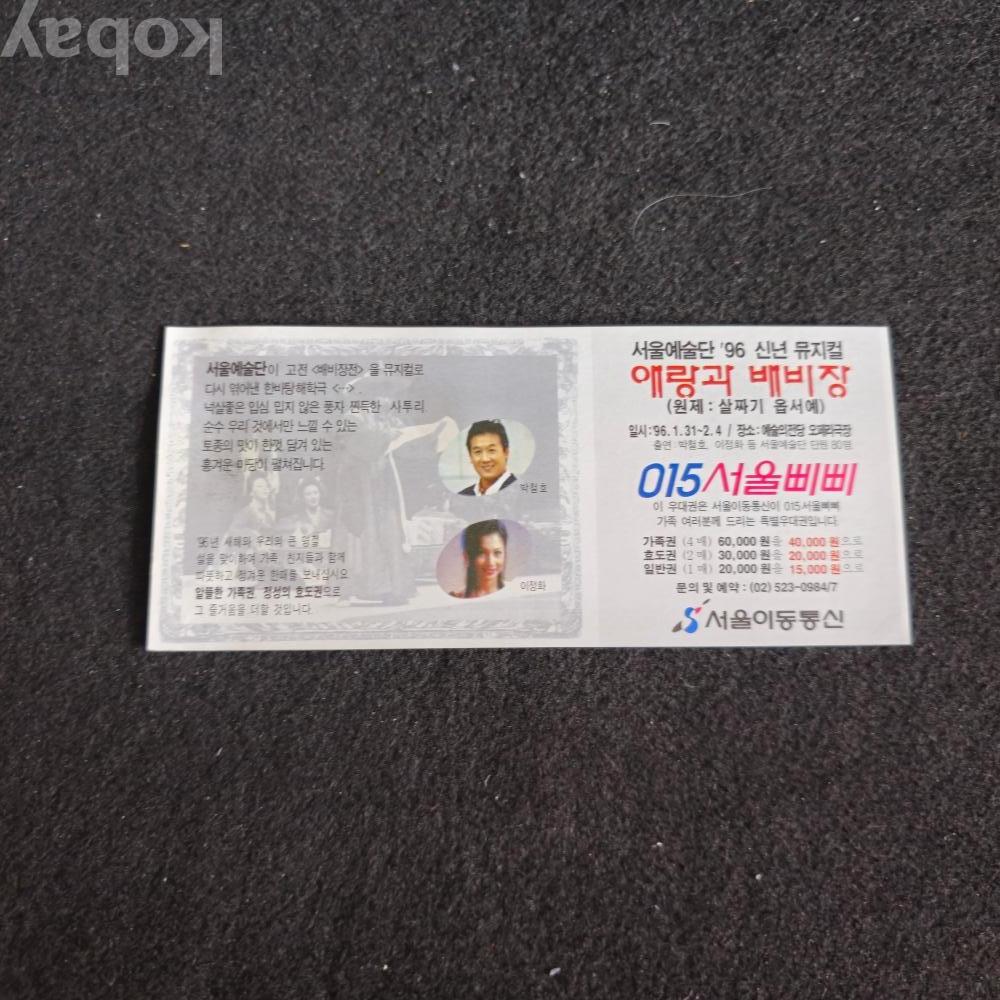 kobay
서울예술단이 고전 <배비장전>을 뮤지컬로
다시 엮어낸 한바탕 해학극 <…>.
넉살좋은 입심 밉지 않은 풍자 찐득한 사투리
순수 우리 것에서만 느낄 수 있는
토종의 맛이 한껏 담겨 있는
흥겨운 마당이 펼쳐집니다.
박철호
이정화
'96년 새해와 우리의 큰 명절
설을 맞이하여 가족 친지들과 함께
따뜻하고 정겨운 한때를 보내십시요
알뜰한 가족권, 정성의 효도권으로
그 즐거움을 더할 것입니다.
서울예술단 '96 신년 뮤지컬
애랑과 배비장
(원제 : 살짜기 옵서예)
일시 : 96. 1. 31~2. 4 / 장소 : 예술의전당 오페라극장
출연 : 박철호, 이정화 등 서울예술단 단원 80명
015서울삐삐
이 우대권은 서울이동통신이 015서울삐삐
가족 여러분께 드리는 특별우대권입니다.
가족권 (4매) 60,000원을 40,000원으로
효도권 (2매) 30,000원을 20,000원으로
일반권 (1매) 20,000원을 15,000원으로
문의 및 예약 : (02) 523-0984/7
서울이동통신